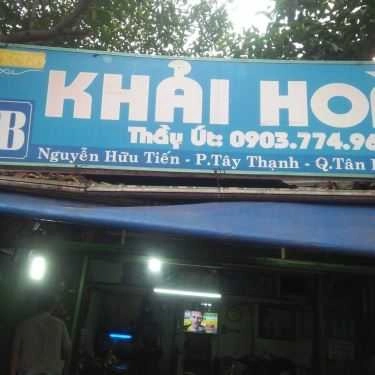 KHẢI HO
Thầy Út: 0903.774.96
B
Nguyễn Hữu Tiến - P.Tây Thạnh - Q.Tân